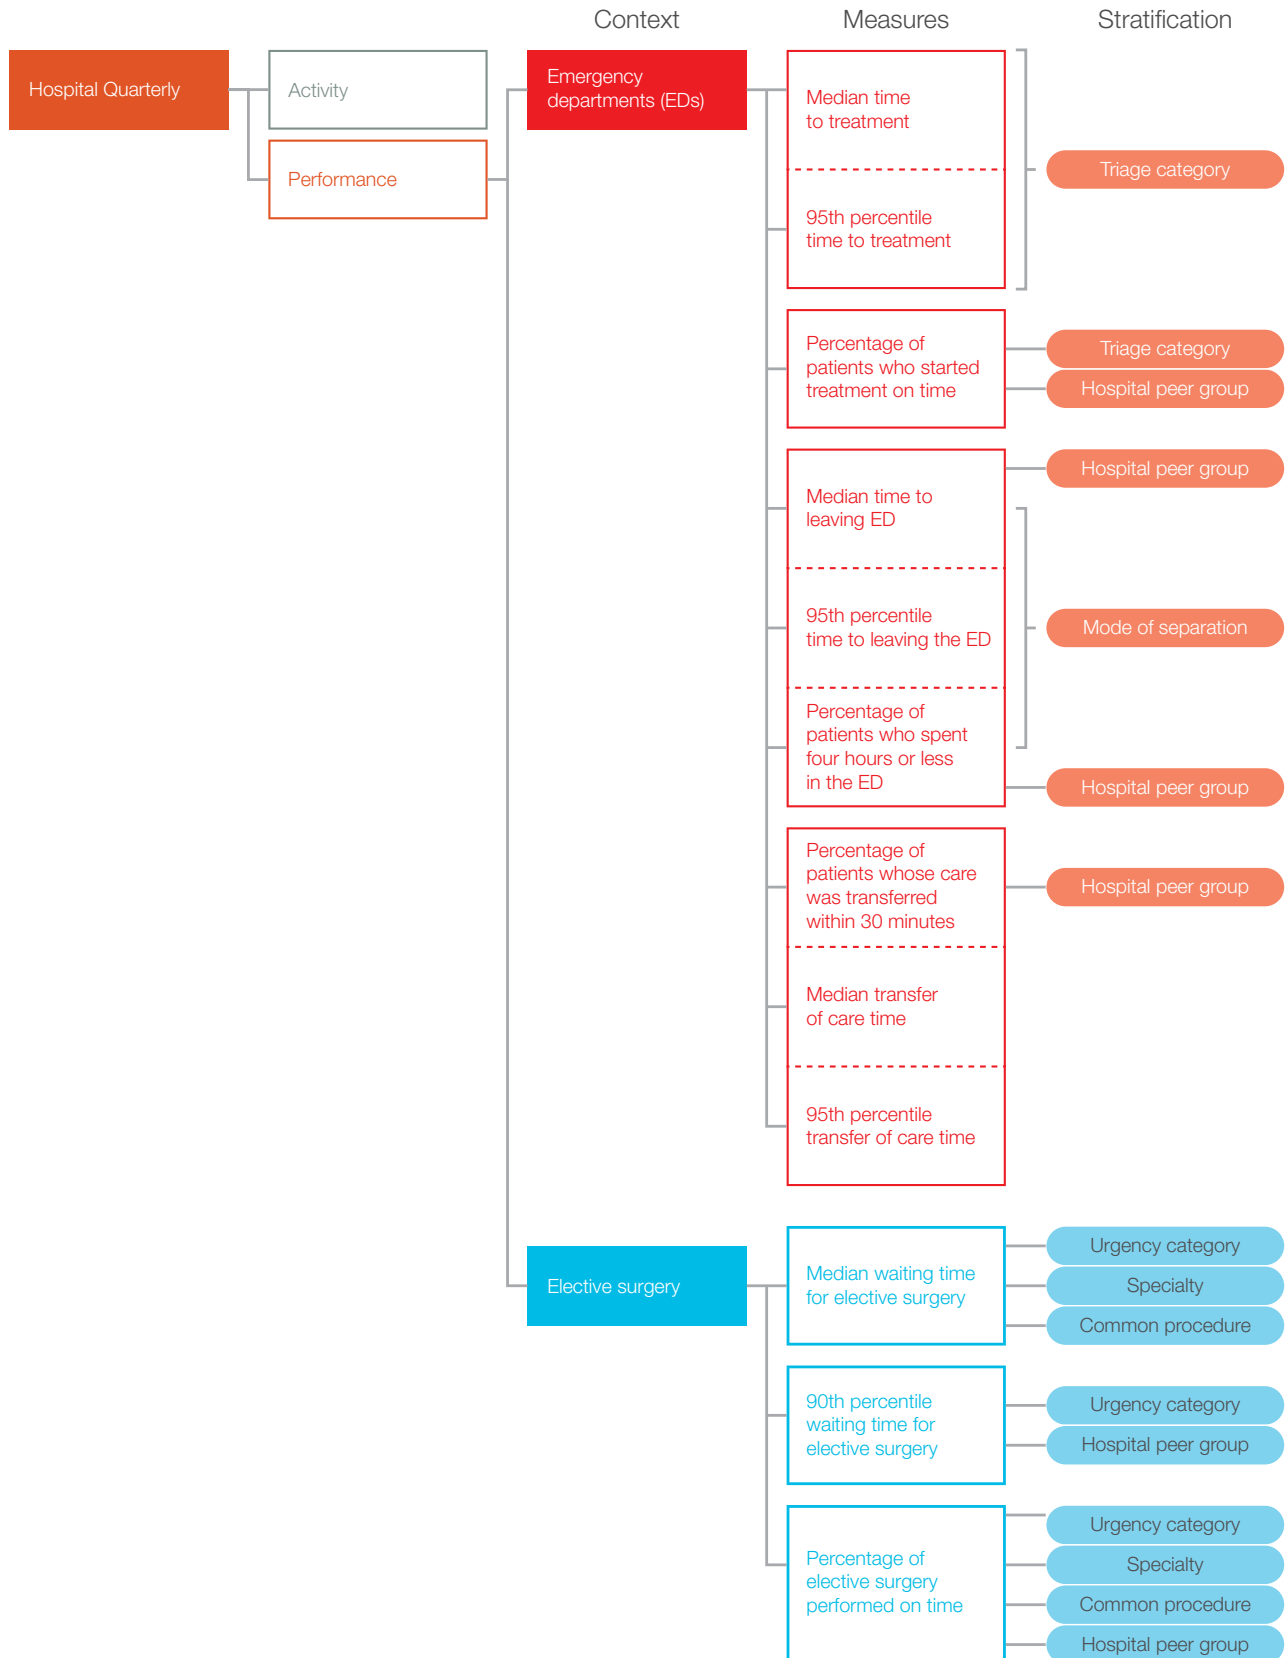 Context
Measures
Stratification
Hospital Quarterly
Activity
Performance
Emergency
departments (EDs)
Median time
to treatment
95th percentile
time to treatment
Triage category
Percentage of
patients who started
treatment on time
Triage category
Hospital peer group
Median time to
leaving ED
95th percentile
time to leaving the ED
Percentage of
patients who spent
four hours or less
in the ED
Hospital peer group
Mode of separation
Hospital peer group
Percentage of
patients whose care
was transferred
within 30 minutes
Hospital peer group
Median transfer
of care time
95th percentile
transfer of care time
Elective surgery
Median waiting time
for elective surgery
Urgency category
Specialty
Common procedure
90th percentile
waiting time for
elective surgery
Urgency category
Hospital peer group
Percentage of
elective surgery
performed on time
Urgency category
Specialty
Common procedure
Hospital peer group